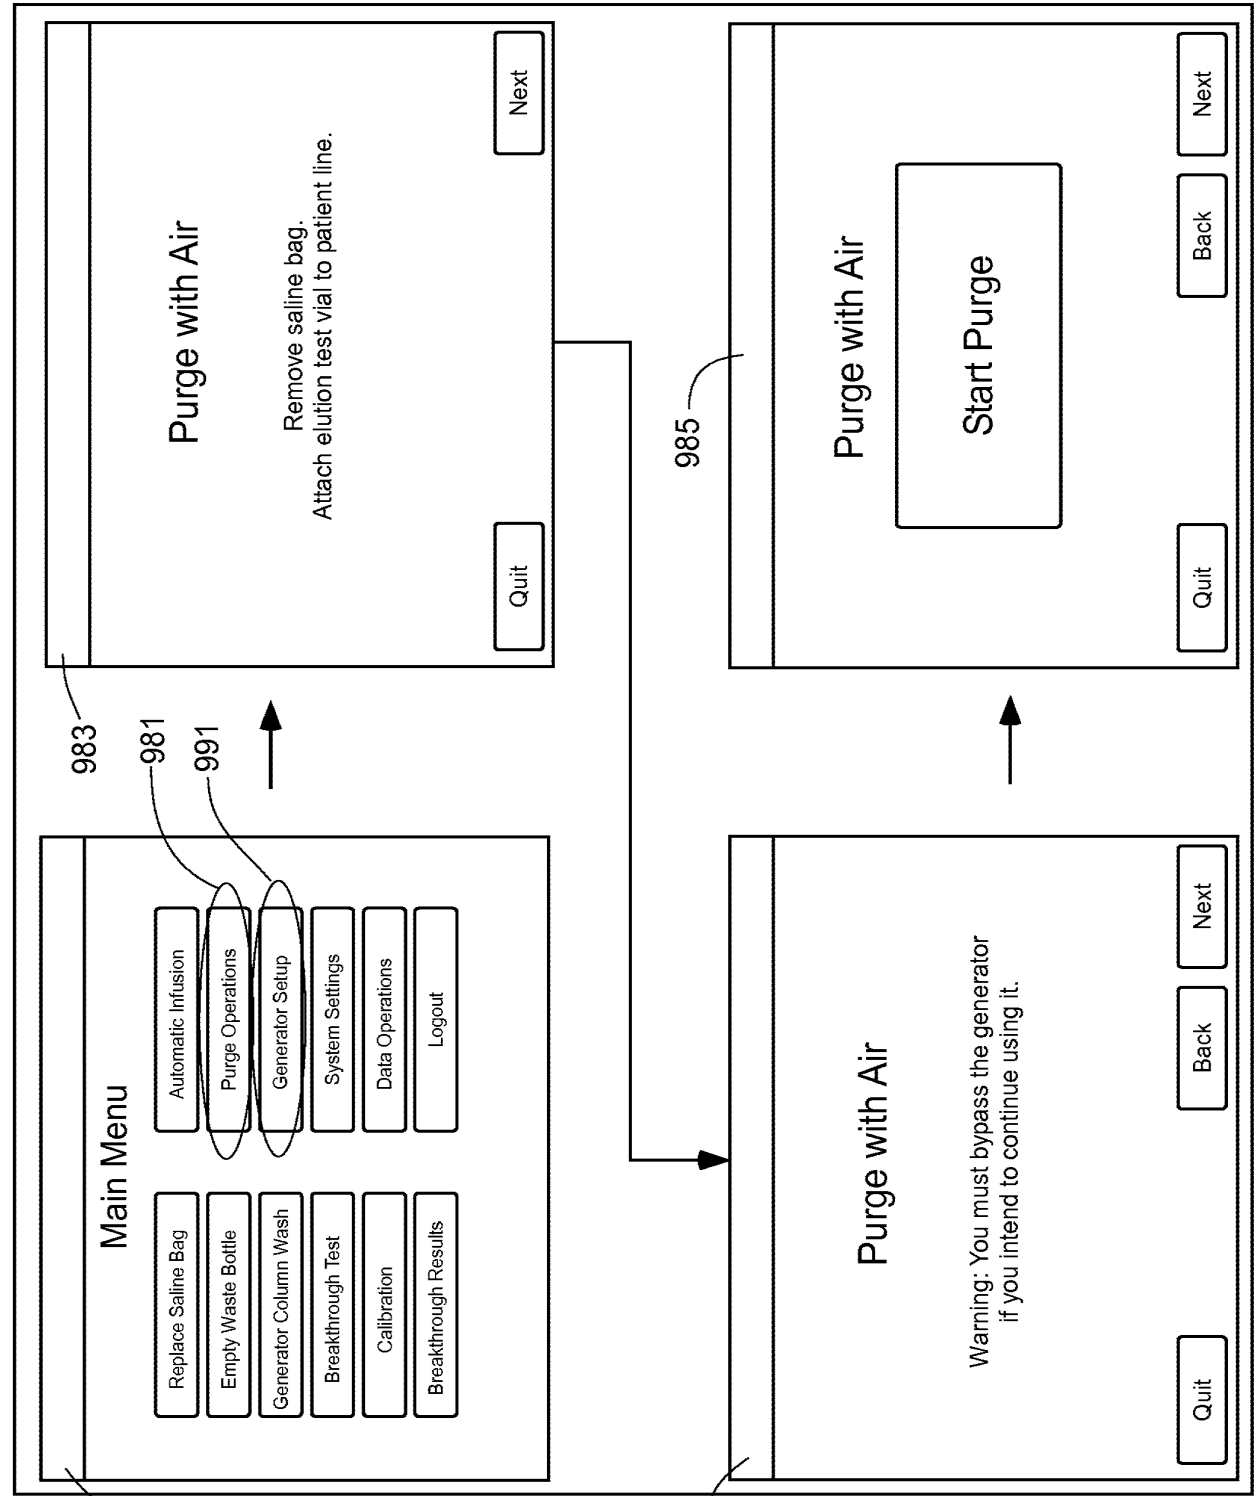 Main Menu
Replace Saline Bag
Automatic Infusion
Empty Waste Bottle
Purge Operations
Generator Column Wash
Generator Setup
Breakthrough Test
System Settings
Calibration
Data Operations
Breakthrough Results
Logout
981
991
983
Purge with Air
Remove saline bag.
Attach elution test vial to patient line.
Quit
Next
Purge with Air
Warning: You must bypass the generator
if you intend to continue using it.
Quit
Back
Next
985
Purge with Air
Start Purge
Quit
Back
Next